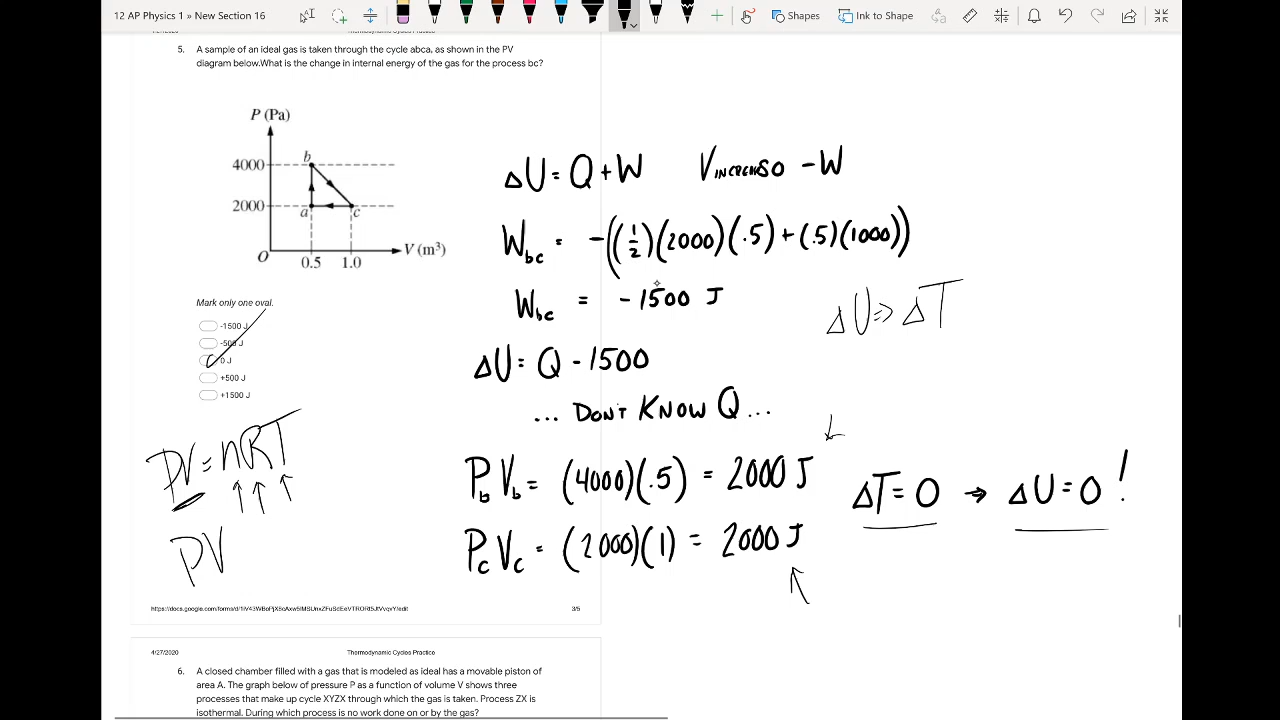 12 AP Physics 1 » New Section 16
Shapes
Ink to Shape
Thermodynamic Cycles Practice
5. A sample of an ideal gas is taken through the cycle abca, as shown in the PV
diagram below.What is the change in internal energy of the gas for the process bc?
P (Pa)
4000
b
2000
a
c
O
V (m³)
0.5 1.0
Mark only one oval.
-1500 J
-500 J
0 J
+500 J
+1500 J
PV = nRT
PV
ΔU = Q + W
-W
W_bc = -((1/2)(2000)(.5) + (.5)(1000))
W_bc = -1500 J
ΔU => ΔT
ΔU = Q - 1500
... DON'T KNOW Q ...
P_b V_b = (4000)(.5) = 2000 J
ΔT = 0 → ΔU = 0 !
P_c V_c = (2000)(1) = 2000 J
3/5
4/27/2020
Thermodynamic Cycles Practice
6. A closed chamber filled with a gas that is modeled as ideal has a movable piston of
area A. The graph below of pressure P as a function of volume V shows three
processes that make up cycle XYZX through which the gas is taken. Process ZX is
isothermal. During which process is no work done on or by the gas?